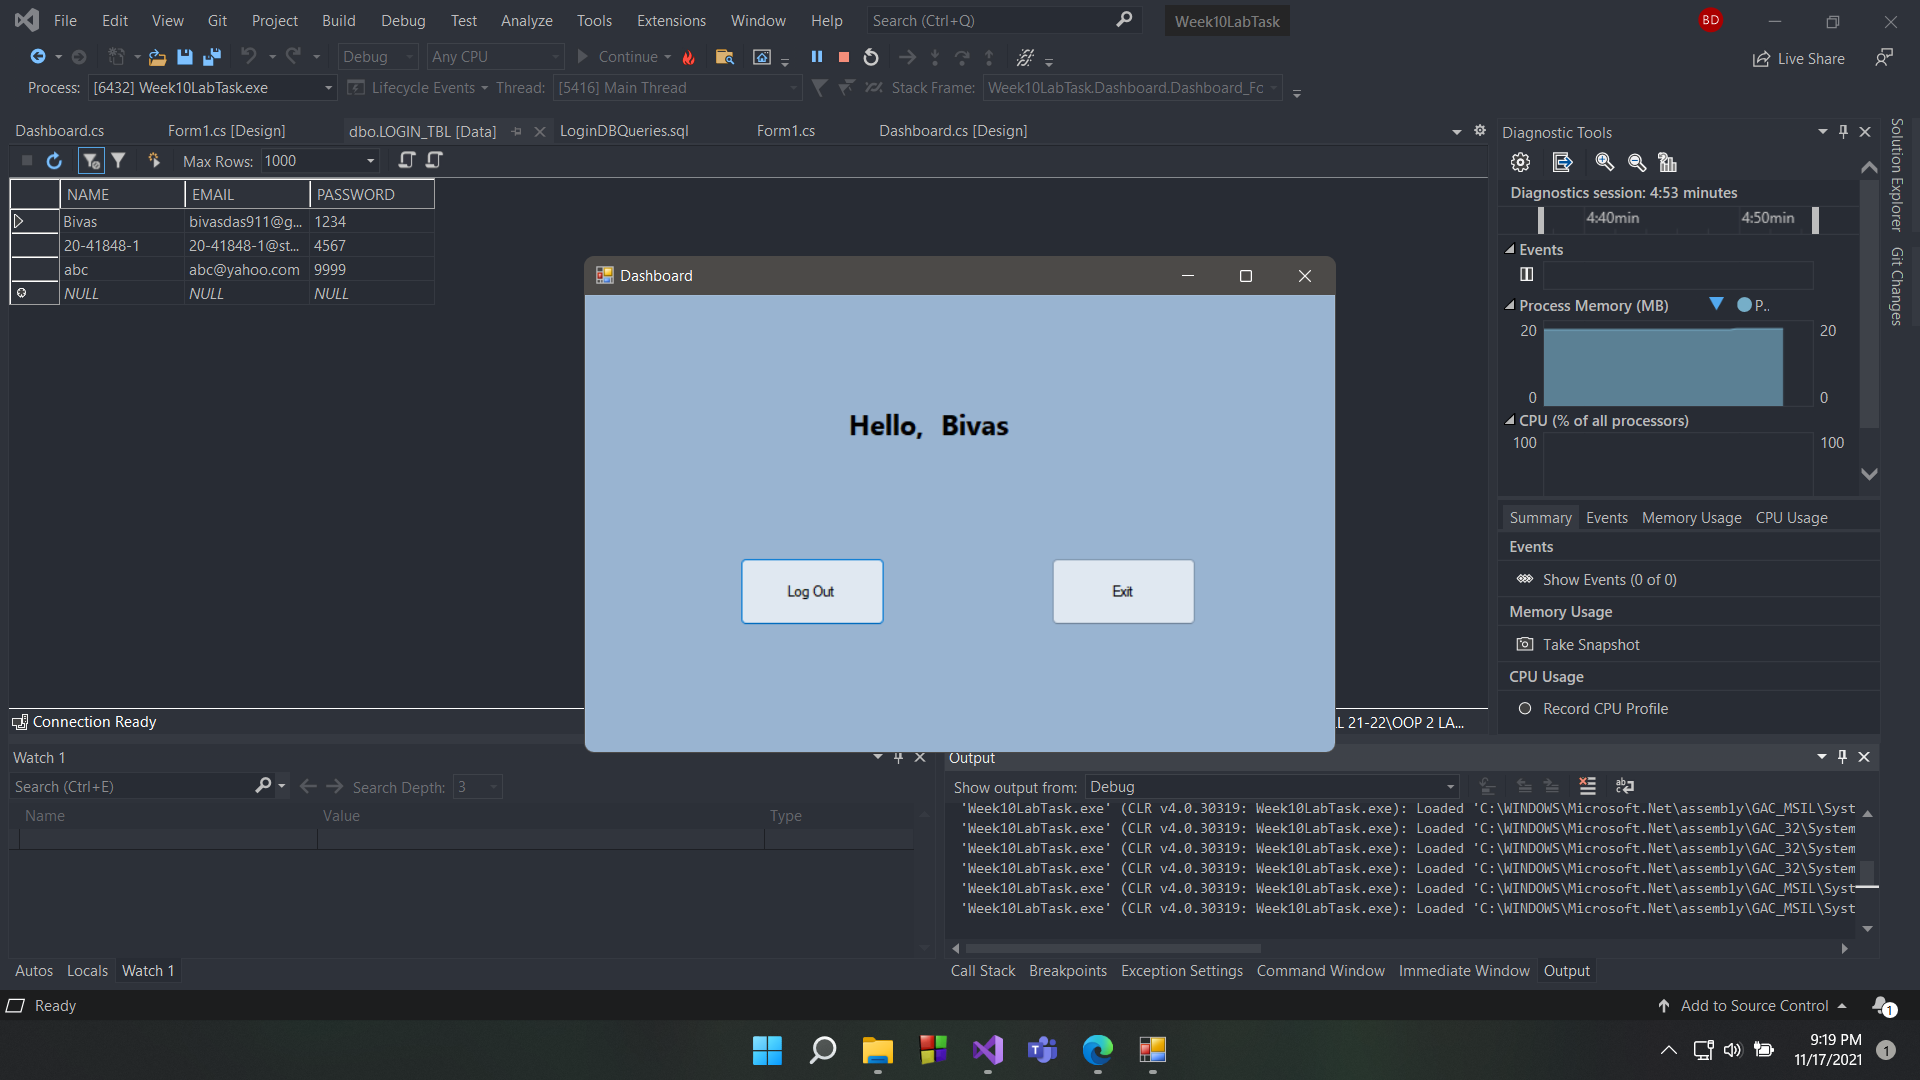 File Edit View Git Project Build Debug Test Analyze Tools Extensions Window Help Search (Ctrl+Q) Week10LabTask BD
Debug Any CPU Continue Live Share
Process: [6432] Week10LabTask.exe Lifecycle Events Thread: [5416] Main Thread Stack Frame: Week10LabTask.Dashboard.Dashboard_Fc
Dashboard.cs Form1.cs [Design] dbo.LOGIN_TBL [Data] LoginDBQueries.sql Form1.cs Dashboard.cs [Design]
Max Rows: 1000
NAME EMAIL PASSWORD
Bivas bivasdas911@g... 1234
20-41848-1 20-41848-1@st... 4567
abc abc@yahoo.com 9999
NULL NULL NULL
Dashboard
Hello, Bivas
Log Out Exit
Connection Ready
L 21-22\OOP 2 LA...
Diagnostic Tools
Diagnostics session: 4:53 minutes
4:40min 4:50min
Events
Process Memory (MB) P..
20 20
0 0
CPU (% of all processors)
100 100
Summary Events Memory Usage CPU Usage
Events
Show Events (0 of 0)
Memory Usage
Take Snapshot
CPU Usage
Record CPU Profile
Solution Explorer
Git Changes
Watch 1
Search (Ctrl+E) Search Depth: 3
Name Value Type
Autos Locals Watch 1
Output
Show output from: Debug
'Week10LabTask.exe' (CLR v4.0.30319: Week10LabTask.exe): Loaded 'C:\WINDOWS\Microsoft.Net\assembly\GAC_MSIL\Syst
'Week10LabTask.exe' (CLR v4.0.30319: Week10LabTask.exe): Loaded 'C:\WINDOWS\Microsoft.Net\assembly\GAC_32\System
'Week10LabTask.exe' (CLR v4.0.30319: Week10LabTask.exe): Loaded 'C:\WINDOWS\Microsoft.Net\assembly\GAC_32\System
'Week10LabTask.exe' (CLR v4.0.30319: Week10LabTask.exe): Loaded 'C:\WINDOWS\Microsoft.Net\assembly\GAC_32\System
'Week10LabTask.exe' (CLR v4.0.30319: Week10LabTask.exe): Loaded 'C:\WINDOWS\Microsoft.Net\assembly\GAC_MSIL\Syst
'Week10LabTask.exe' (CLR v4.0.30319: Week10LabTask.exe): Loaded 'C:\WINDOWS\Microsoft.Net\assembly\GAC_MSIL\Syst
Call Stack Breakpoints Exception Settings Command Window Immediate Window Output
Ready Add to Source Control 1
9:19 PM
11/17/2021 1